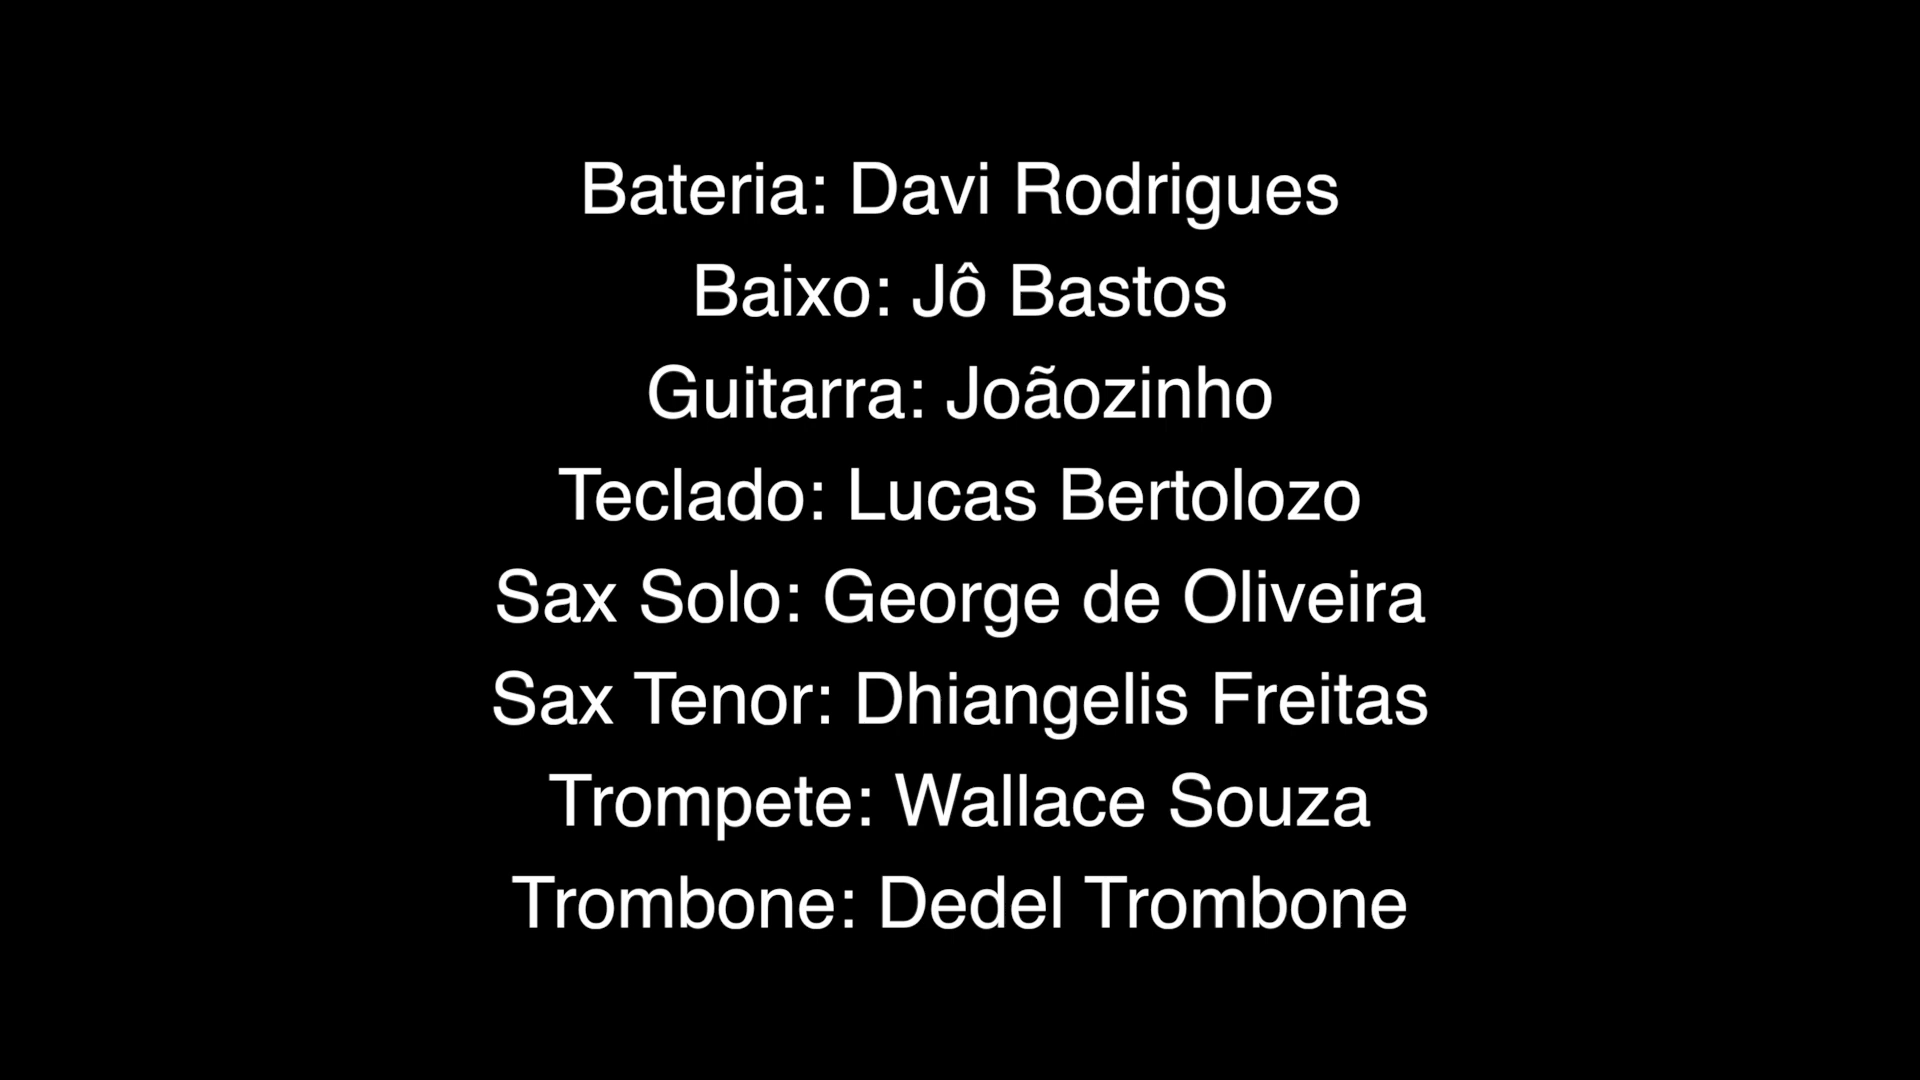 Bateria: Davi Rodrigues
Baixo: Jô Bastos
Guitarra: Joãozinho
Teclado: Lucas Bertolozo
Sax Solo: George de Oliveira
Sax Tenor: Dhiangelis Freitas
Trompete: Wallace Souza
Trombone: Dedel Trombone